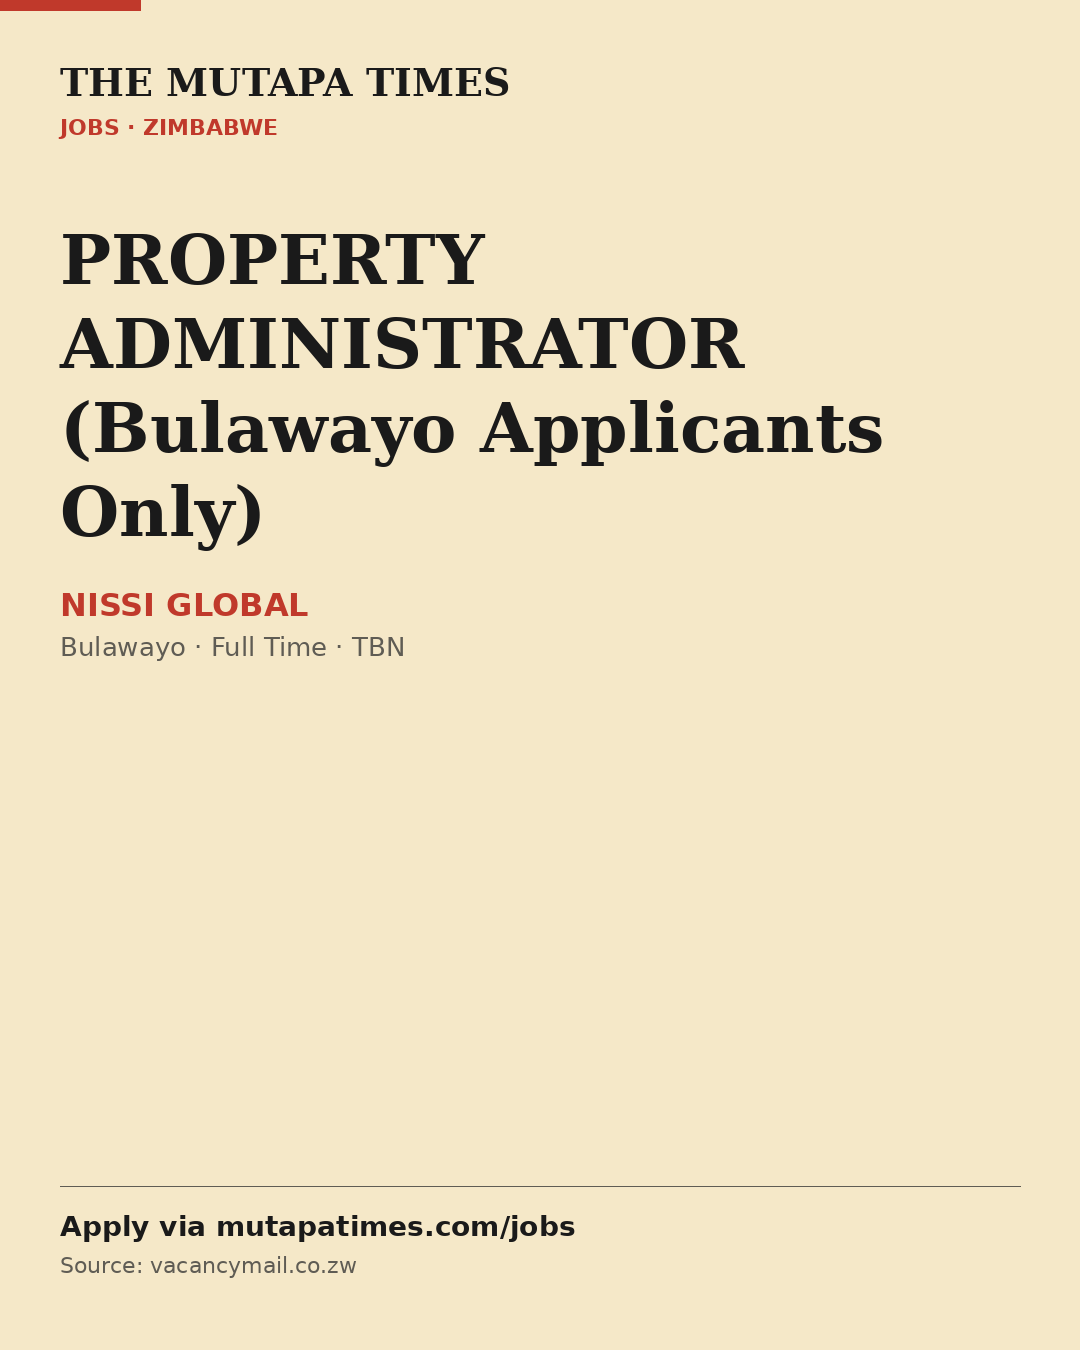 THE MUTAPA TIMES
JOBS · ZIMBABWE
PROPERTY
ADMINISTRATOR
(Bulawayo Applicants
Only)
NISSI GLOBAL
Bulawayo · Full Time · TBN
Apply via mutapatimes.com/jobs
Source: vacancymail.co.zw